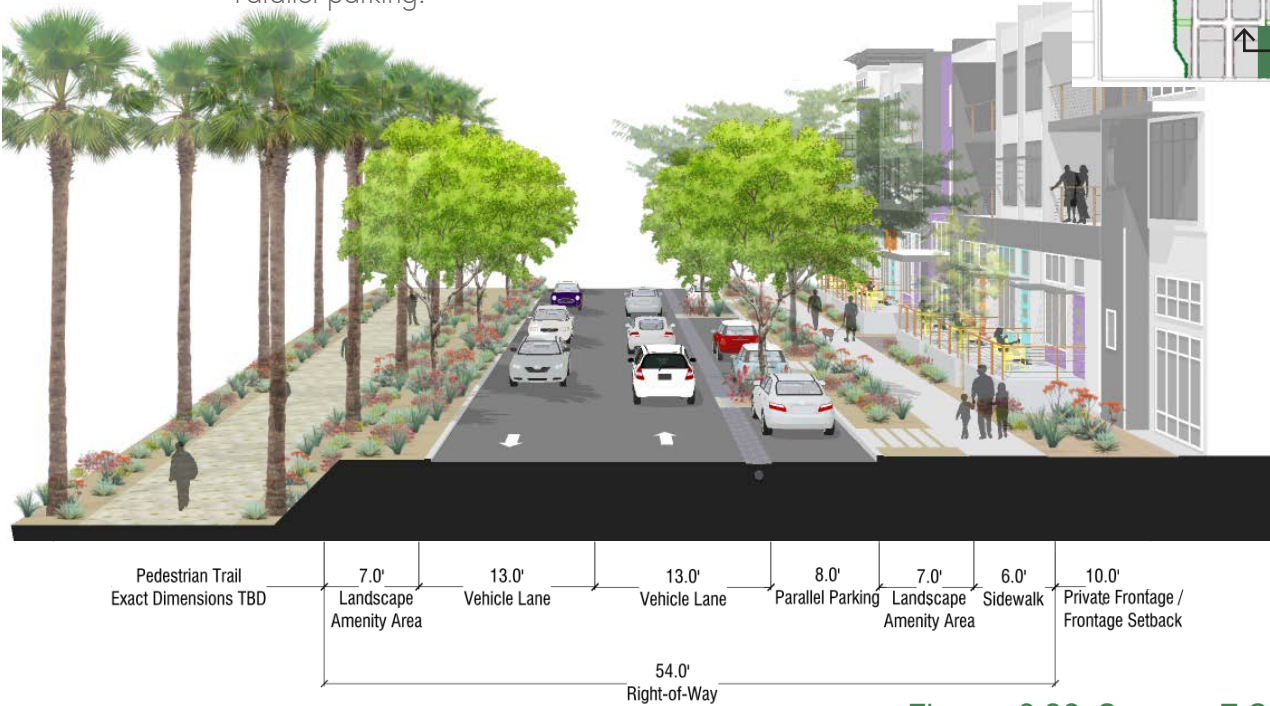 Parallel parking.
Pedestrian Trail
Exact Dimensions TBD
7.0'
Landscape
Amenity Area
13.0'
Vehicle Lane
13.0'
Vehicle Lane
8.0'
Parallel Parking
7.0'
Landscape
Amenity Area
6.0'
Sidewalk
10.0'
Private Frontage /
Frontage Setback
54.0'
Right-of-Way